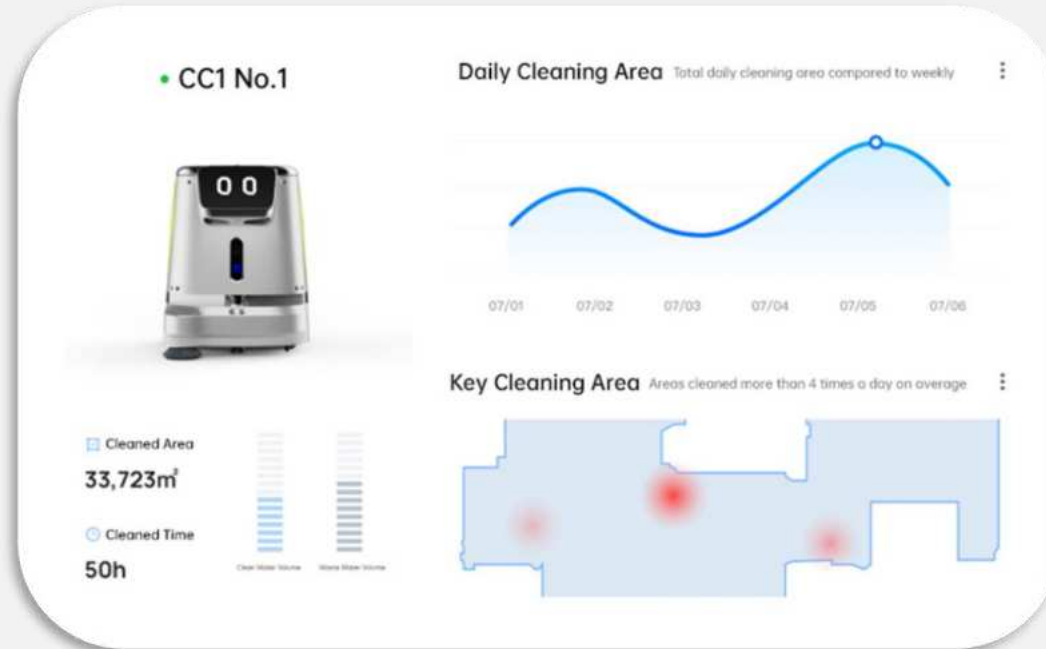 CC1 No.1
Daily Cleaning Area Total daily cleaning area compared to weekly
07/01 07/02 07/03 07/04 07/05 07/06
Key Cleaning Area Areas cleaned more than 4 times a day on average
Cleaned Area
33,723㎡
Cleaned Time
50h
Clean Water Volume Waste Water Volume